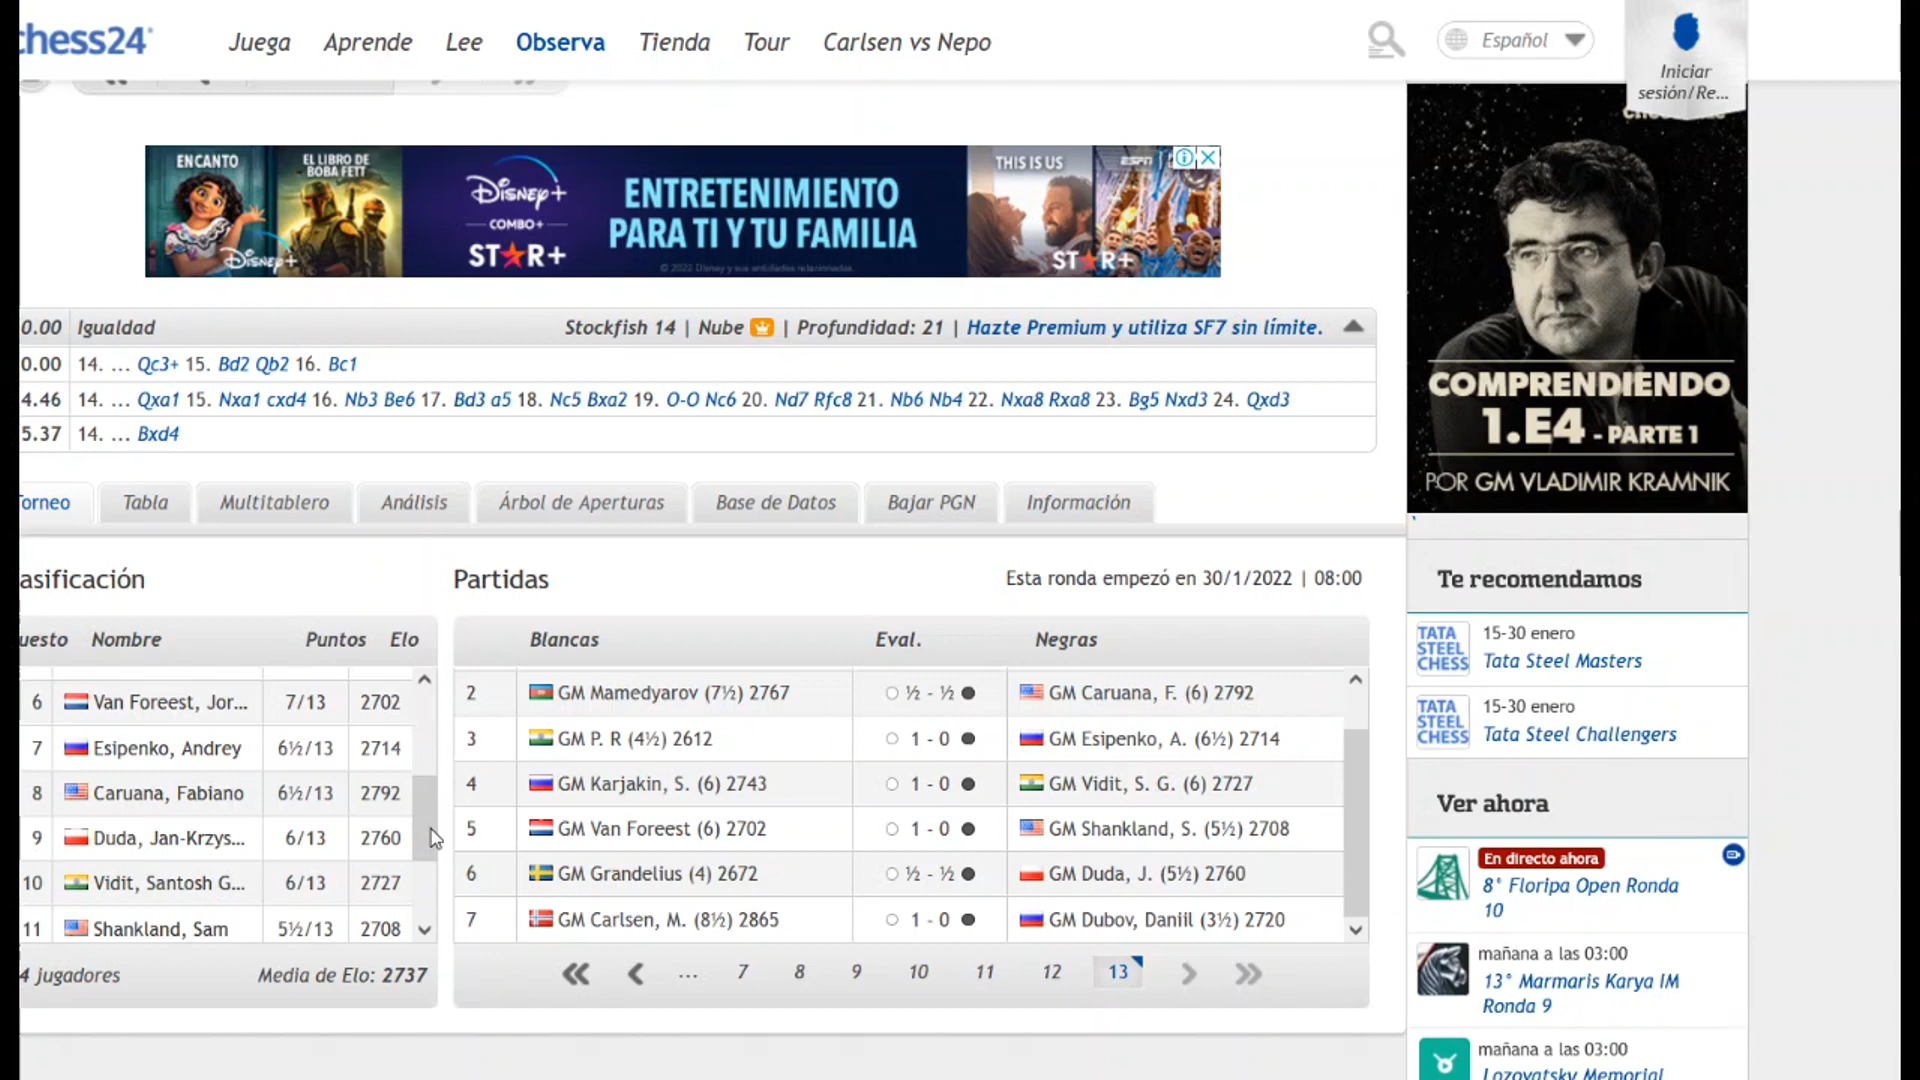 chess24
Juega Aprende Lee Observa Tienda Tour Carlsen vs Nepo
Español
Iniciar
sesión/Re...
ENCANTO
EL LIBRO DE
BOBA FETT
Disney+
Disney+
COMBO+
STAR+
ENTRETENIMIENTO
PARA TI Y TU FAMILIA
© 2022 Disney y sus entidades relacionadas.
THIS IS US
ESPN
STAR+
COMPRENDIENDO
1.E4 - PARTE 1
POR GM VLADIMIR KRAMNIK
0.00 Igualdad Stockfish 14 | Nube | Profundidad: 21 | Hazte Premium y utiliza SF7 sin límite.
0.00 14. ... Qc3+ 15. Bd2 Qb2 16. Bc1
4.46 14. ... Qxa1 15. Nxa1 cxd4 16. Nb3 Be6 17. Bd3 a5 18. Nc5 Bxa2 19. O-O Nc6 20. Nd7 Rfc8 21. Nb6 Nb4 22. Nxa8 Rxa8 23. Bg5 Nxd3 24. Qxd3
5.37 14. ... Bxd4
Torneo Tabla Multitablero Análisis Árbol de Aperturas Base de Datos Bajar PGN Información
asificación
uesto Nombre Puntos Elo
6 Van Foreest, Jor... 7/13 2702
7 Esipenko, Andrey 6½/13 2714
8 Caruana, Fabiano 6½/13 2792
9 Duda, Jan-Krzys... 6/13 2760
10 Vidit, Santosh G... 6/13 2727
11 Shankland, Sam 5½/13 2708
4 jugadores Media de Elo: 2737
Partidas Esta ronda empezó en 30/1/2022 | 08:00
Blancas Eval. Negras
2 GM Mamedyarov (7½) 2767 ½ - ½ GM Caruana, F. (6) 2792
3 GM P. R (4½) 2612 1 - 0 GM Esipenko, A. (6½) 2714
4 GM Karjakin, S. (6) 2743 1 - 0 GM Vidit, S. G. (6) 2727
5 GM Van Foreest (6) 2702 1 - 0 GM Shankland, S. (5½) 2708
6 GM Grandelius (4) 2672 ½ - ½ GM Duda, J. (5½) 2760
7 GM Carlsen, M. (8½) 2865 1 - 0 GM Dubov, Daniil (3½) 2720
... 7 8 9 10 11 12 13
Te recomendamos
TATA
STEEL
CHESS
15-30 enero
Tata Steel Masters
TATA
STEEL
CHESS
15-30 enero
Tata Steel Challengers
Ver ahora
En directo ahora
8° Floripa Open Ronda
10
mañana a las 03:00
13° Marmaris Karya IM
Ronda 9
mañana a las 03:00
Lozovatsky Memorial